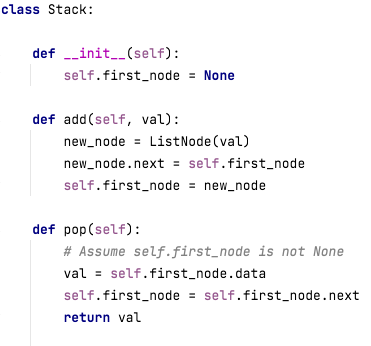 class Stack:
    def __init__(self):
        self.first_node = None
    def add(self, val):
        new_node = ListNode(val)
        new_node.next = self.first_node
        self.first_node = new_node
    def pop(self):
        # Assume self.first_node is not None
        val = self.first_node.data
        self.first_node = self.first_node.next
        return val